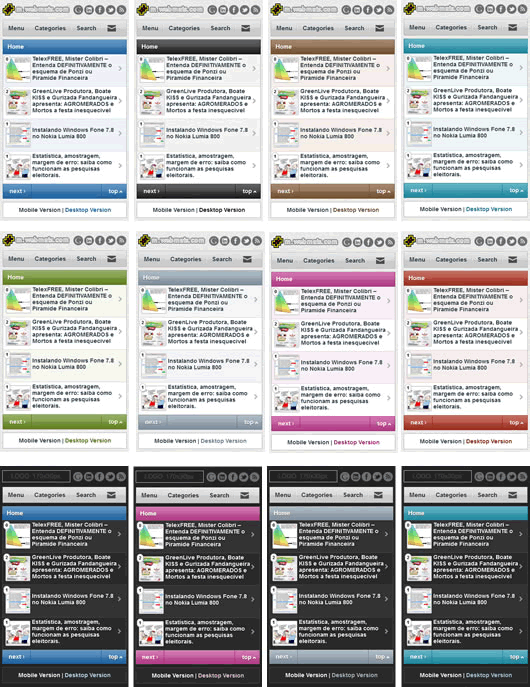 Menu Categories Search
Home
TelexFREE, Mister Colibri –
Entenda DEFINITIVAMENTE o
esquema de Ponzi ou
Piramide Financeira
GreenLive Produtora, Boate
KISS e Gurizada Fandangueira
apresenta: AGROMERADOS e
Mortos a festa inesquecivel
Instalando Windows Fone 7.8
no Nokia Lumia 800
Estatística, amostragem,
margem de erro: saiba como
funcionam as pesquisas
eleitorais.
next › top
Mobile Version | Desktop Version
Menu Categories Search
Home
TelexFREE, Mister Colibri –
Entenda DEFINITIVAMENTE o
esquema de Ponzi ou
Piramide Financeira
GreenLive Produtora, Boate
KISS e Gurizada Fandangueira
apresenta: AGROMERADOS e
Mortos a festa inesquecivel
Instalando Windows Fone 7.8
no Nokia Lumia 800
Estatística, amostragem,
margem de erro: saiba como
funcionam as pesquisas
eleitorais.
next › top
Mobile Version | Desktop Version
Menu Categories Search
Home
TelexFREE, Mister Colibri –
Entenda DEFINITIVAMENTE o
esquema de Ponzi ou
Piramide Financeira
GreenLive Produtora, Boate
KISS e Gurizada Fandangueira
apresenta: AGROMERADOS e
Mortos a festa inesquecivel
Instalando Windows Fone 7.8
no Nokia Lumia 800
Estatística, amostragem,
margem de erro: saiba como
funcionam as pesquisas
eleitorais.
next › top
Mobile Version | Desktop Version
Menu Categories Search
Home
TelexFREE, Mister Colibri –
Entenda DEFINITIVAMENTE o
esquema de Ponzi ou
Piramide Financeira
GreenLive Produtora, Boate
KISS e Gurizada Fandangueira
apresenta: AGROMERADOS e
Mortos a festa inesquecivel
Instalando Windows Fone 7.8
no Nokia Lumia 800
Estatística, amostragem,
margem de erro: saiba como
funcionam as pesquisas
eleitorais.
next › top
Mobile Version | Desktop Version
Menu Categories Search
Home
TelexFREE, Mister Colibri –
Entenda DEFINITIVAMENTE o
esquema de Ponzi ou
Piramide Financeira
GreenLive Produtora, Boate
KISS e Gurizada Fandangueira
apresenta: AGROMERADOS e
Mortos a festa inesquecivel
Instalando Windows Fone 7.8
no Nokia Lumia 800
Estatística, amostragem,
margem de erro: saiba como
funcionam as pesquisas
eleitorais.
next › top
Mobile Version | Desktop Version
Menu Categories Search
Home
TelexFREE, Mister Colibri –
Entenda DEFINITIVAMENTE o
esquema de Ponzi ou
Piramide Financeira
GreenLive Produtora, Boate
KISS e Gurizada Fandangueira
apresenta: AGROMERADOS e
Mortos a festa inesquecivel
Instalando Windows Fone 7.8
no Nokia Lumia 800
Estatística, amostragem,
margem de erro: saiba como
funcionam as pesquisas
eleitorais.
next › top
Mobile Version | Desktop Version
Menu Categories Search
Home
TelexFREE, Mister Colibri –
Entenda DEFINITIVAMENTE o
esquema de Ponzi ou
Piramide Financeira
GreenLive Produtora, Boate
KISS e Gurizada Fandangueira
apresenta: AGROMERADOS e
Mortos a festa inesquecivel
Instalando Windows Fone 7.8
no Nokia Lumia 800
Estatística, amostragem,
margem de erro: saiba como
funcionam as pesquisas
eleitorais.
next › top
Mobile Version | Desktop Version
Menu Categories Search
Home
TelexFREE, Mister Colibri –
Entenda DEFINITIVAMENTE o
esquema de Ponzi ou
Piramide Financeira
GreenLive Produtora, Boate
KISS e Gurizada Fandangueira
apresenta: AGROMERADOS e
Mortos a festa inesquecivel
Instalando Windows Fone 7.8
no Nokia Lumia 800
Estatística, amostragem,
margem de erro: saiba como
funcionam as pesquisas
eleitorais.
next › top
Mobile Version | Desktop Version
Menu Categories Search
Home
TelexFREE, Mister Colibri –
Entenda DEFINITIVAMENTE o
esquema de Ponzi ou
Piramide Financeira
GreenLive Produtora, Boate
KISS e Gurizada Fandangueira
apresenta: AGROMERADOS e
Mortos a festa inesquecivel
Instalando Windows Fone 7.8
no Nokia Lumia 800
Estatística, amostragem,
margem de erro: saiba como
funcionam as pesquisas
eleitorais.
next › top
Mobile Version | Desktop Version
Menu Categories Search
Home
TelexFREE, Mister Colibri –
Entenda DEFINITIVAMENTE o
esquema de Ponzi ou
Piramide Financeira
GreenLive Produtora, Boate
KISS e Gurizada Fandangueira
apresenta: AGROMERADOS e
Mortos a festa inesquecivel
Instalando Windows Fone 7.8
no Nokia Lumia 800
Estatística, amostragem,
margem de erro: saiba como
funcionam as pesquisas
eleitorais.
next › top
Mobile Version | Desktop Version
Menu Categories Search
Home
TelexFREE, Mister Colibri –
Entenda DEFINITIVAMENTE o
esquema de Ponzi ou
Piramide Financeira
GreenLive Produtora, Boate
KISS e Gurizada Fandangueira
apresenta: AGROMERADOS e
Mortos a festa inesquecivel
Instalando Windows Fone 7.8
no Nokia Lumia 800
Estatística, amostragem,
margem de erro: saiba como
funcionam as pesquisas
eleitorais.
next › top
Mobile Version | Desktop Version
Menu Categories Search
Home
TelexFREE, Mister Colibri –
Entenda DEFINITIVAMENTE o
esquema de Ponzi ou
Piramide Financeira
GreenLive Produtora, Boate
KISS e Gurizada Fandangueira
apresenta: AGROMERADOS e
Mortos a festa inesquecivel
Instalando Windows Fone 7.8
no Nokia Lumia 800
Estatística, amostragem,
margem de erro: saiba como
funcionam as pesquisas
eleitorais.
next › top
Mobile Version | Desktop Version